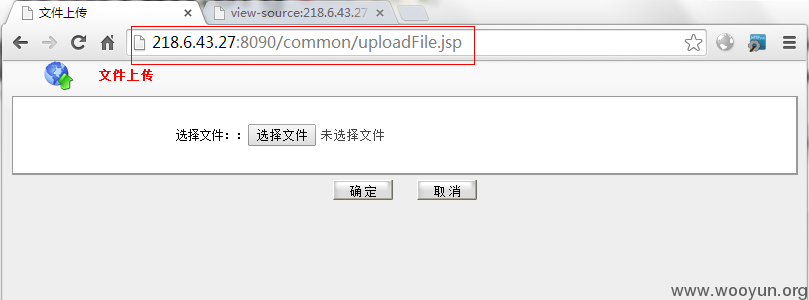 文件上传
view-source:218.6.43.27
218.6.43.27:8090/common/uploadFile.jsp
文件上传
选择文件：：选择文件 未选择文件
确定 取消
www.wooyun.org